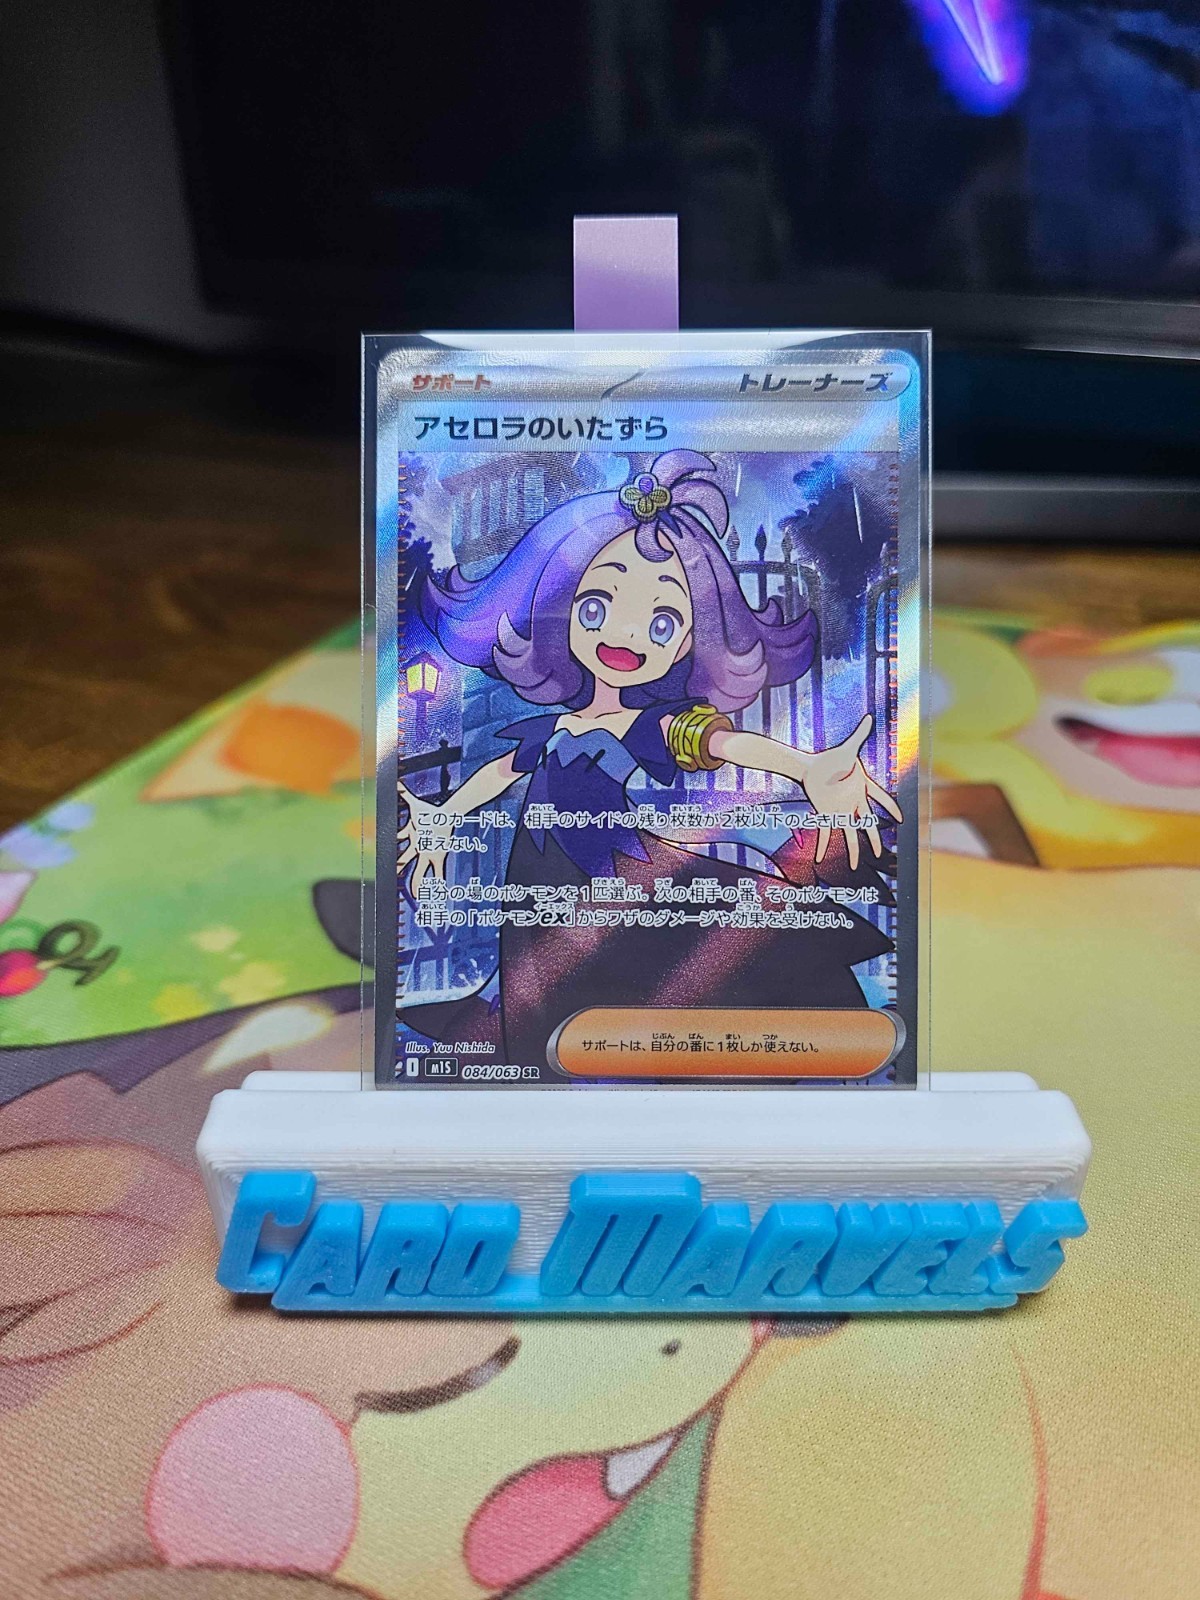 サポート
トレーナーズ
アセロラのいたずら
このカードは、相手のサイドの残り枚数が2枚以下のときにしか
使えない。
自分の場のポケモンを1匹選ぶ。次の相手の番、そのポケモンは
相手の「ポケモンex」からワザのダメージや効果を受けない。
サポートは、自分の番に1枚しか使えない。
Illus. Yuu Nishida
I m1S 084/063 SR
CARD MARVELS